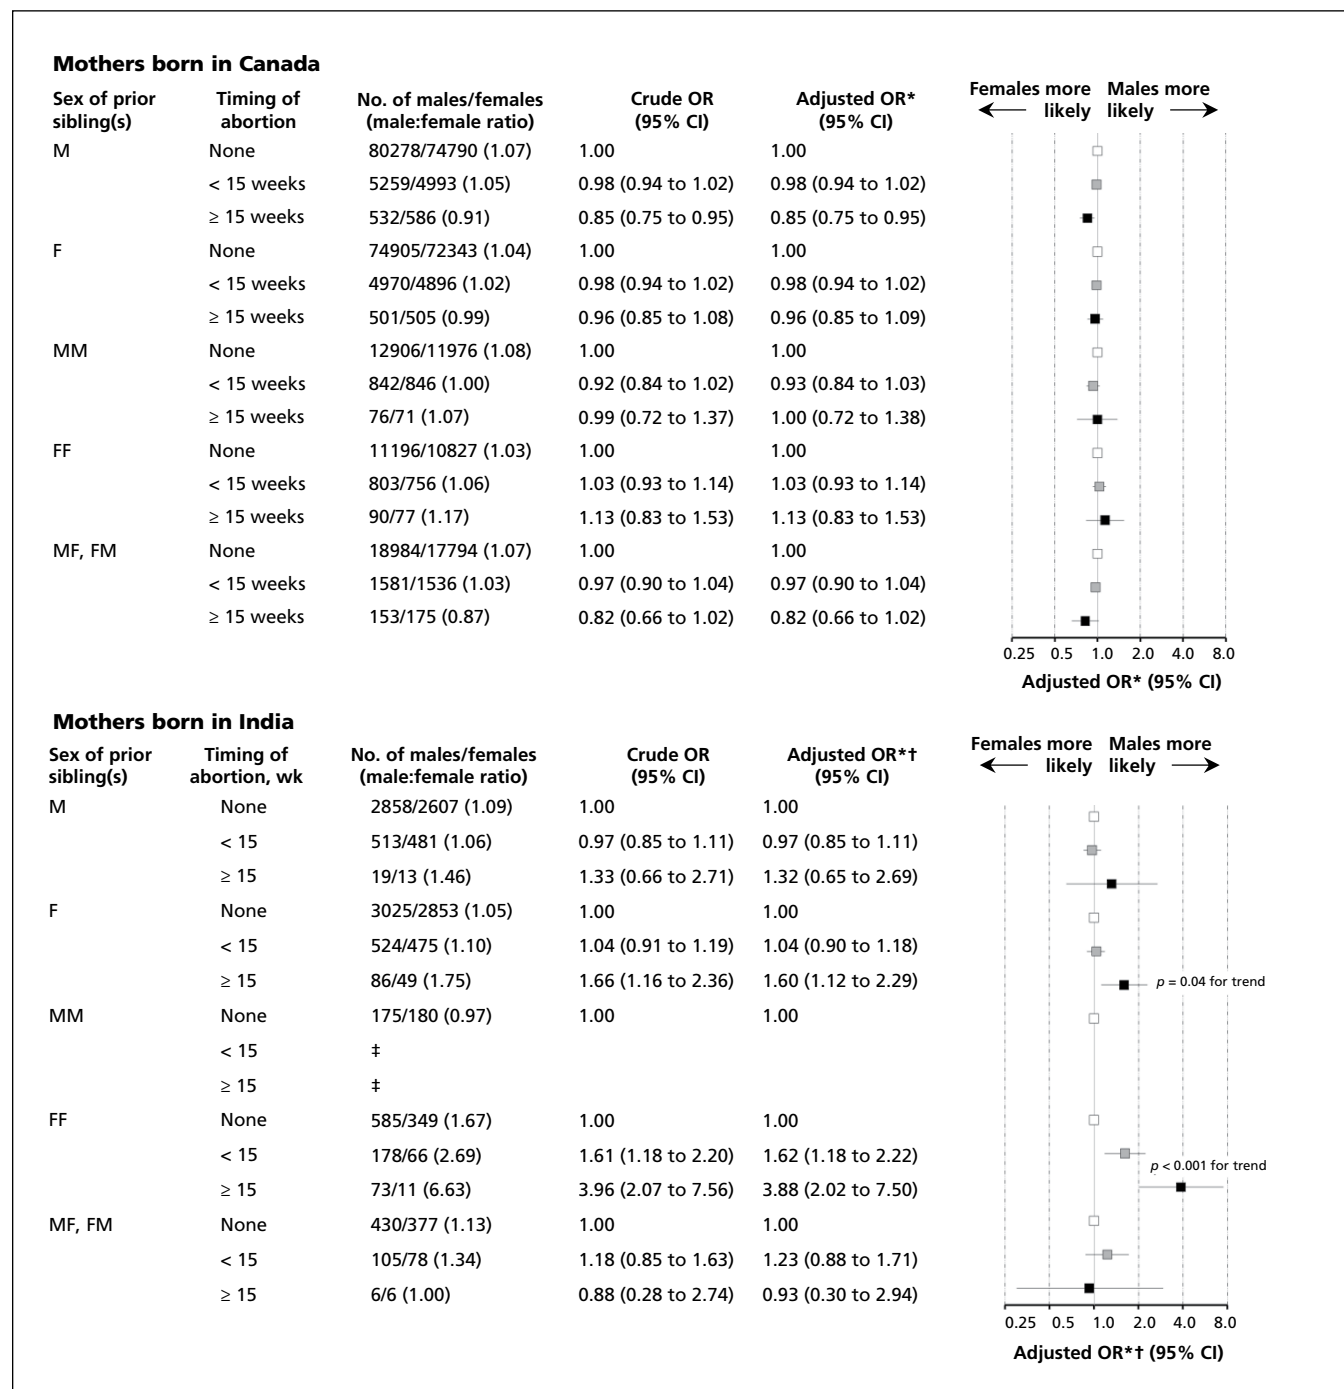 Mothers born in Canada
Sex of prior sibling(s) Timing of abortion No. of males/females (male:female ratio) Crude OR (95% CI) Adjusted OR* (95% CI) Females more likely Males more likely
M None 80278/74790 (1.07) 1.00 1.00
< 15 weeks 5259/4993 (1.05) 0.98 (0.94 to 1.02) 0.98 (0.94 to 1.02)
≥ 15 weeks 532/586 (0.91) 0.85 (0.75 to 0.95) 0.85 (0.75 to 0.95)
F None 74905/72343 (1.04) 1.00 1.00
< 15 weeks 4970/4896 (1.02) 0.98 (0.94 to 1.02) 0.98 (0.94 to 1.02)
≥ 15 weeks 501/505 (0.99) 0.96 (0.85 to 1.08) 0.96 (0.85 to 1.09)
MM None 12906/11976 (1.08) 1.00 1.00
< 15 weeks 842/846 (1.00) 0.92 (0.84 to 1.02) 0.93 (0.84 to 1.03)
≥ 15 weeks 76/71 (1.07) 0.99 (0.72 to 1.37) 1.00 (0.72 to 1.38)
FF None 11196/10827 (1.03) 1.00 1.00
< 15 weeks 803/756 (1.06) 1.03 (0.93 to 1.14) 1.03 (0.93 to 1.14)
≥ 15 weeks 90/77 (1.17) 1.13 (0.83 to 1.53) 1.13 (0.83 to 1.53)
MF, FM None 18984/17794 (1.07) 1.00 1.00
< 15 weeks 1581/1536 (1.03) 0.97 (0.90 to 1.04) 0.97 (0.90 to 1.04)
≥ 15 weeks 153/175 (0.87) 0.82 (0.66 to 1.02) 0.82 (0.66 to 1.02)
0.25 0.5 1.0 2.0 4.0 8.0
Adjusted OR* (95% CI)
Mothers born in India
Sex of prior sibling(s) Timing of abortion, wk No. of males/females (male:female ratio) Crude OR (95% CI) Adjusted OR*† (95% CI) Females more likely Males more likely
M None 2858/2607 (1.09) 1.00 1.00
< 15 513/481 (1.06) 0.97 (0.85 to 1.11) 0.97 (0.85 to 1.11)
≥ 15 19/13 (1.46) 1.33 (0.66 to 2.71) 1.32 (0.65 to 2.69)
F None 3025/2853 (1.05) 1.00 1.00
< 15 524/475 (1.10) 1.04 (0.91 to 1.19) 1.04 (0.90 to 1.18)
≥ 15 86/49 (1.75) 1.66 (1.16 to 2.36) 1.60 (1.12 to 2.29) p = 0.04 for trend
MM None 175/180 (0.97) 1.00 1.00
< 15 ‡
≥ 15 ‡
FF None 585/349 (1.67) 1.00 1.00
< 15 178/66 (2.69) 1.61 (1.18 to 2.20) 1.62 (1.18 to 2.22)
p < 0.001 for trend
≥ 15 73/11 (6.63) 3.96 (2.07 to 7.56) 3.88 (2.02 to 7.50)
MF, FM None 430/377 (1.13) 1.00 1.00
< 15 105/78 (1.34) 1.18 (0.85 to 1.63) 1.23 (0.88 to 1.71)
≥ 15 6/6 (1.00) 0.88 (0.28 to 2.74) 0.93 (0.30 to 2.94)
0.25 0.5 1.0 2.0 4.0 8.0
Adjusted OR*† (95% CI)